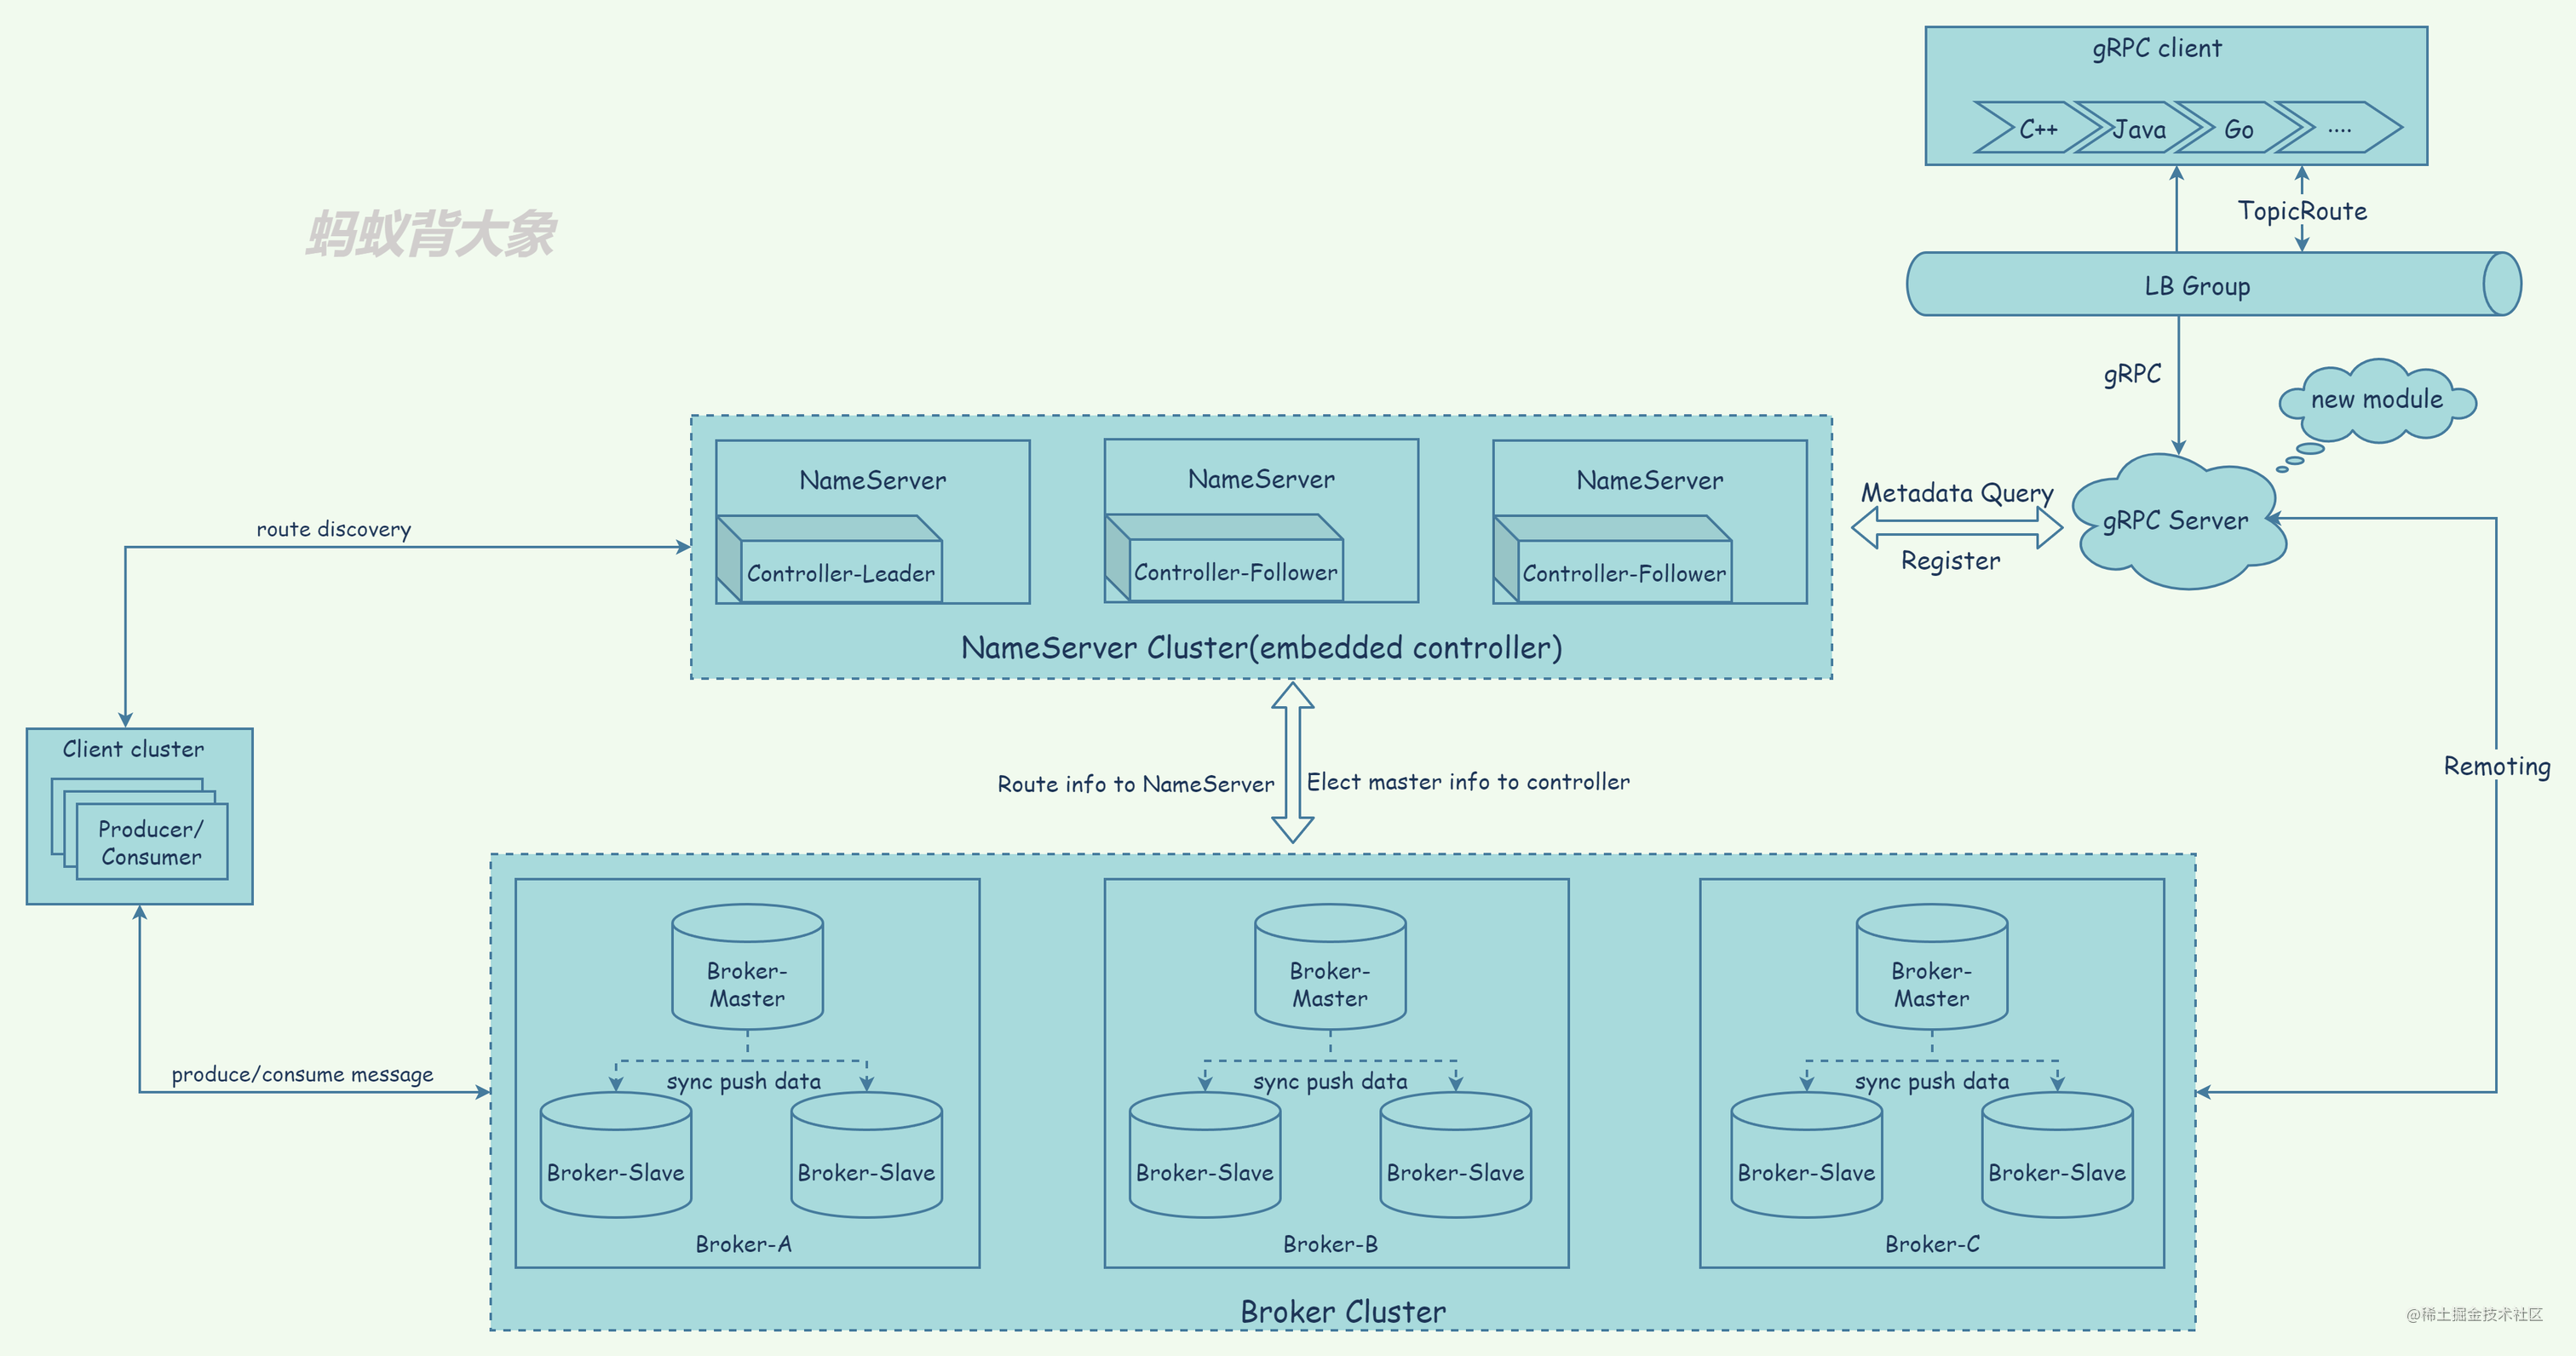 gRPC client
C++
Java
Go
....
TopicRoute
蚂蚁背大象
LB Group
gRPC
new module
NameServer
NameServer
NameServer
Metadata Query
gRPC Server
route discovery
Register
Controller-Leader
Controller-Follower
Controller-Follower
NameServer Cluster(embedded controller)
Client cluster
Producer/
Consumer
Route info to NameServer
Elect master info to controller
Remoting
Broker-
Master
Broker-
Master
Broker-
Master
produce/consume message
sync push data
sync push data
sync push data
Broker-Slave
Broker-Slave
Broker-Slave
Broker-Slave
Broker-Slave
Broker-Slave
Broker-A
Broker-B
Broker-C
Broker Cluster
@稀土掘金技术社区